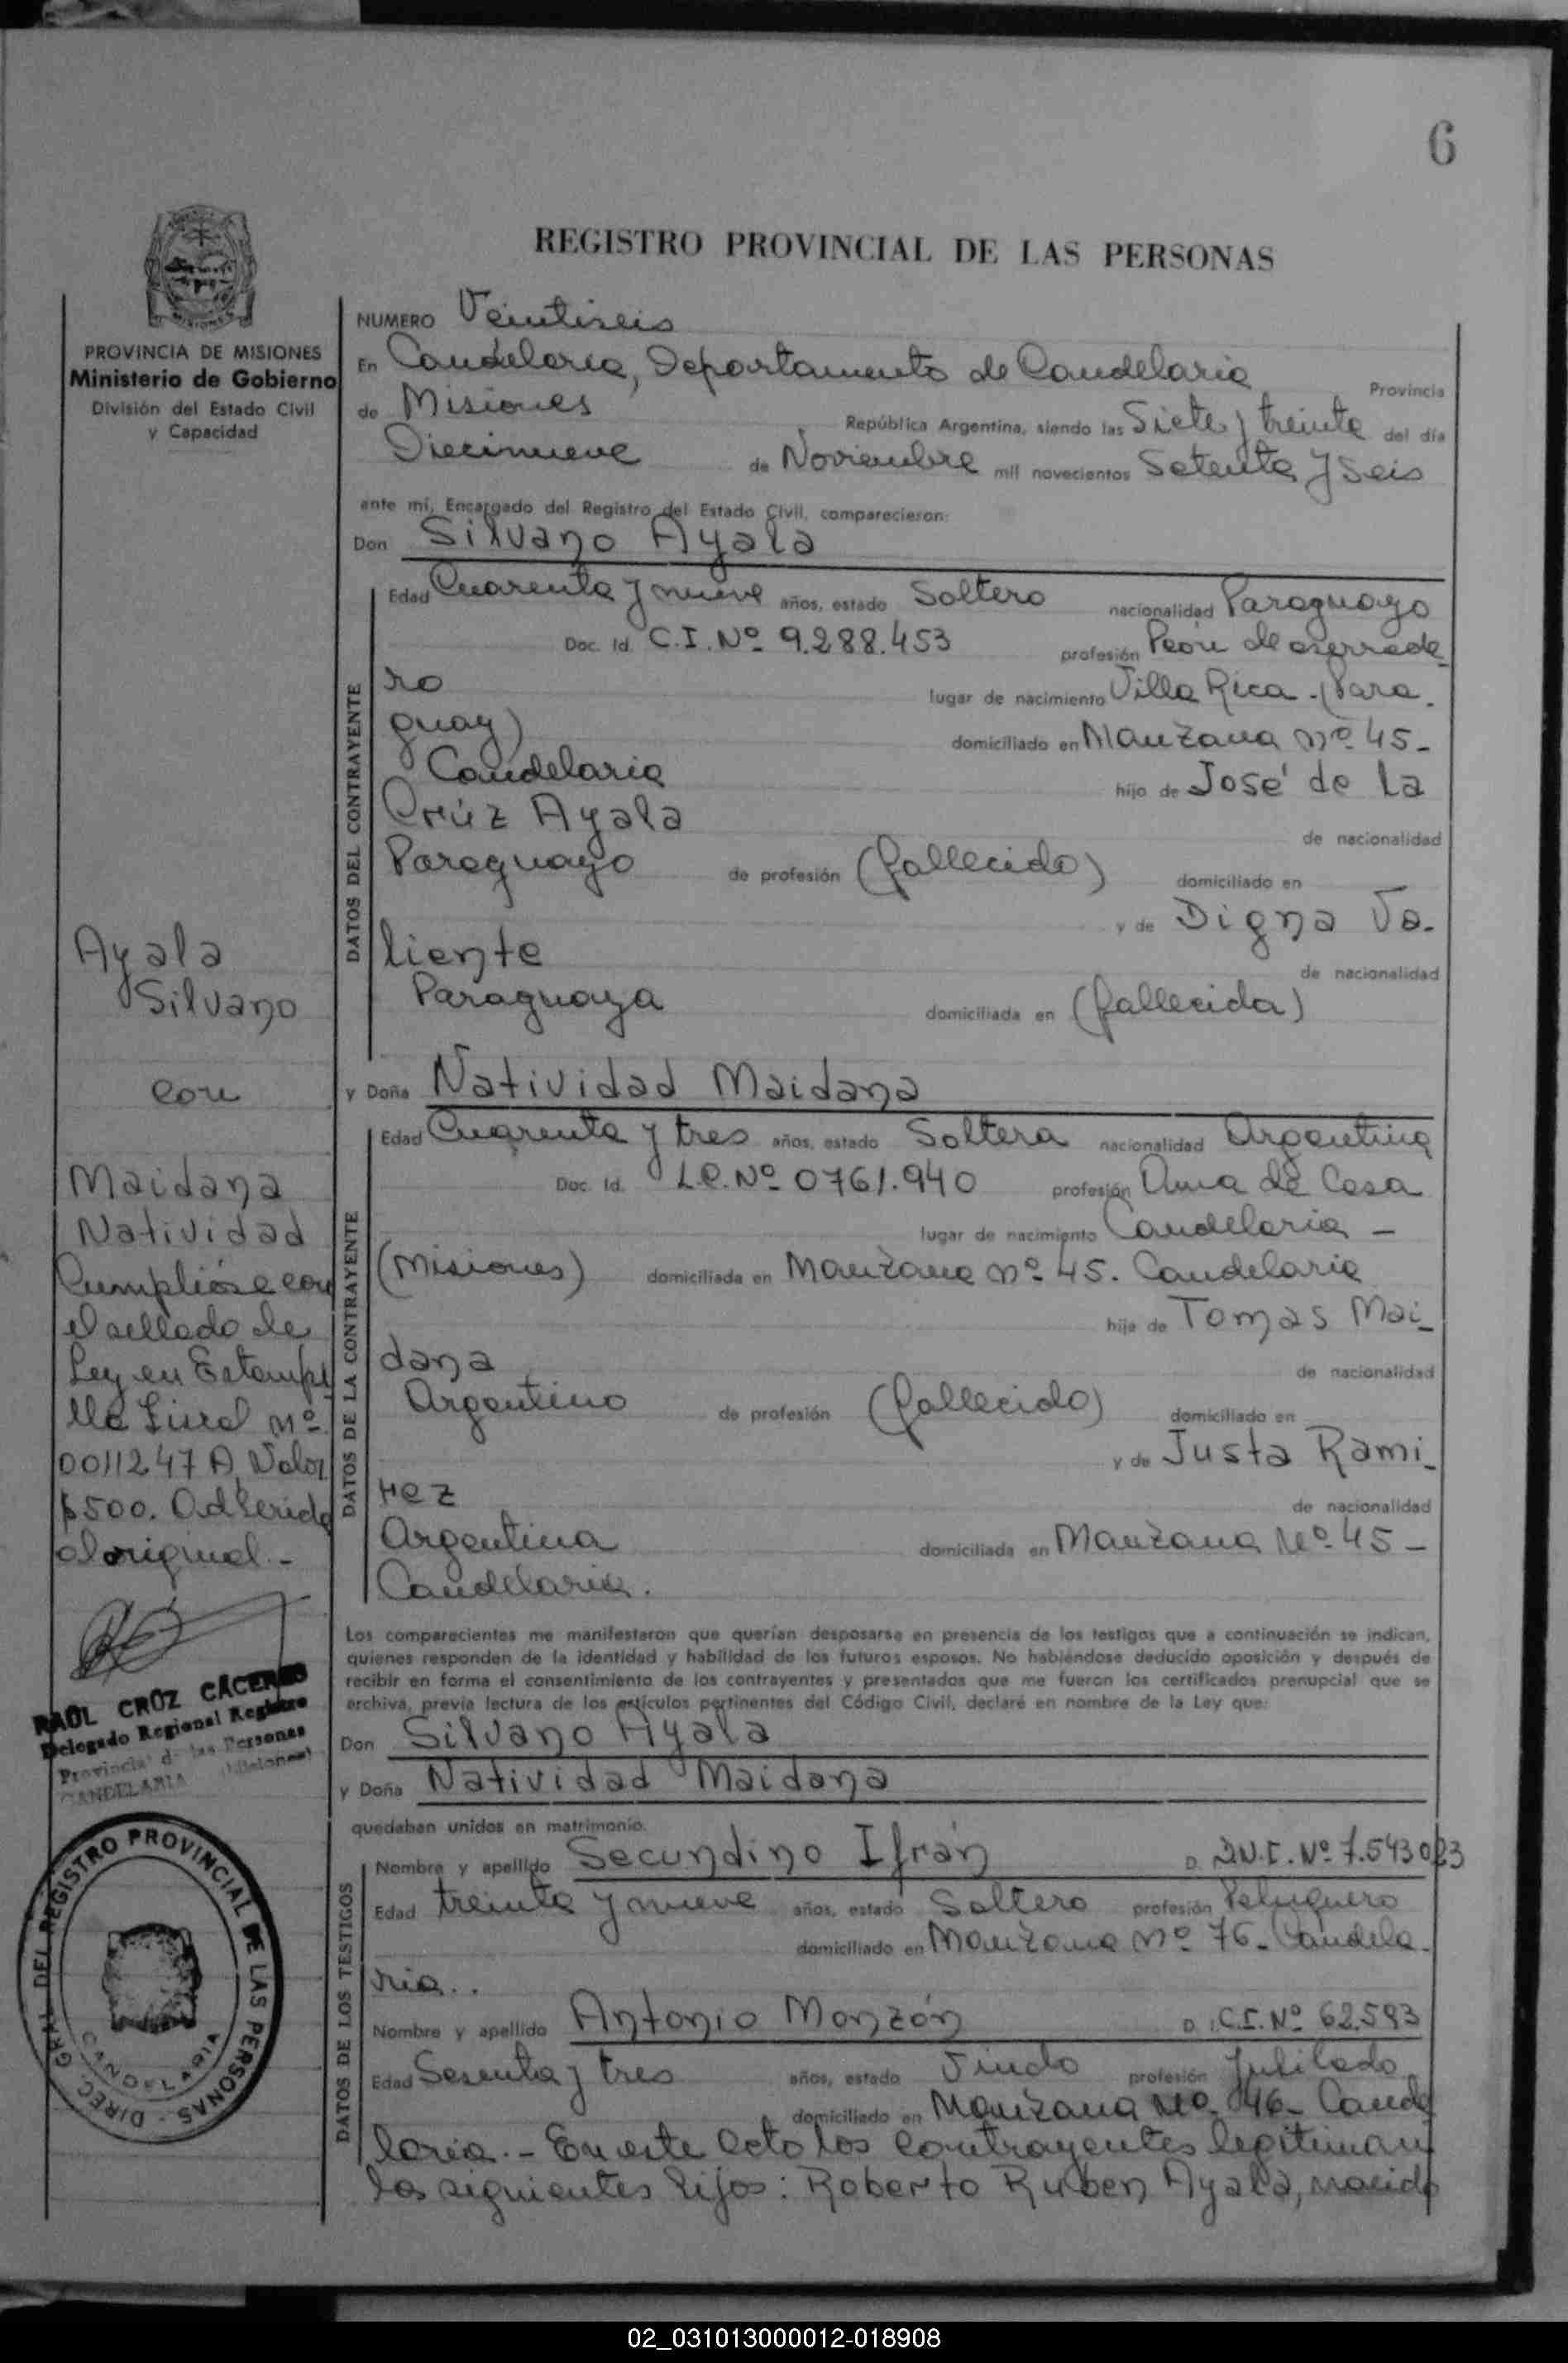 6
REGISTRO PROVINCIAL DE LAS PERSONAS
PROVINCIA DE MISIONES
Ministerio de Gobierno
División del Estado Civil
y Capacidad
NUMERO Veintiseis
En Candelaria, Departamento de Candelaria Provincia
de Misiones República Argentina, siendo las Siete y treinta del día
Diecinueve de Noviembre mil novecientos Setenta y Seis
ante mí, Encargado del Registro del Estado Civil, comparecieron:
Don Silvano Ayala
DATOS DEL CONTRAYENTE
Edad Cuarenta y nueve años, estado Soltero nacionalidad Paraguayo
Doc. Id. C.I. Nº 9.288.453 profesión Peón de aserrade_
ro lugar de nacimiento Villa Rica - (Para.
guay) domiciliado en Manzana nº 45-
Candelaria hijo de José de La
Crúz Ayala de nacionalidad
Paraguayo de profesión (fallecido) domiciliado en
y de Digna Va-
liente de nacionalidad
Paraguaya domiciliada en (fallecida)
y Doña Natividad Maidana
DATOS DE LA CONTRAYENTE
Edad Cuarenta y tres años, estado Soltera nacionalidad Argentina
Doc. Id. L.C. Nº 0761.940 profesión Ama de Casa
lugar de nacimiento Candelaria -
(Misiones) domiciliada en Manzana nº 45. Candelaria
hija de Tomas Mai_
dana de nacionalidad
Argentino de profesión (fallecido) domiciliado en
y de Justa Rami_
rez de nacionalidad
Argentina domiciliada en Manzana Nº 45-
Candelaria.
Los comparecientes me manifestaron que querían desposarse en presencia de los testigos que a continuación se indican,
quienes responden de la identidad y habilidad de los futuros esposos. No habiéndose deducido oposición y después de
recibir en forma el consentimiento de los contrayentes y presentados que me fueron los certificados prenupcial que se
archiva, previa lectura de los artículos pertinentes del Código Civil, declaré en nombre de la Ley que:
Don Silvano Ayala
y Doña Natividad Maidana
quedaban unidos en matrimonio.
DATOS DE LOS TESTIGOS
Nombre y apellido Secundino Ifrán D. N.I. Nº 7.543023
Edad treinta y nueve años, estado Soltero profesión Peluquero
domiciliado en Manzana nº 76- Candela-
ria..
Nombre y apellido Antonio Monzón D. C.I. Nº 62.593
Edad Sesenta y tres años, estado Viudo profesión Jubilado
domiciliado en Manzana Nº 46- Cande
laria.- En este acto los contrayentes legitiman
los siguientes hijos: Roberto Ruben Ayala, nacido
Ayala
Silvano
con
Maidana
Natividad
Cumplióse con
el sellado de
Ley en Estampi
lla Fiscal nº
0011247 A, Valor
$500. Adherida
al original.-
RAÚL CRÚZ CÁCERES
Delegado Regional Registro
Provincial de las Personas
CANDELARIA (Misiones)
DIREC. GRAL. DEL REGISTRO PROVINCIAL DE LAS PERSONAS
CANDELARIA
02_031013000012-018908